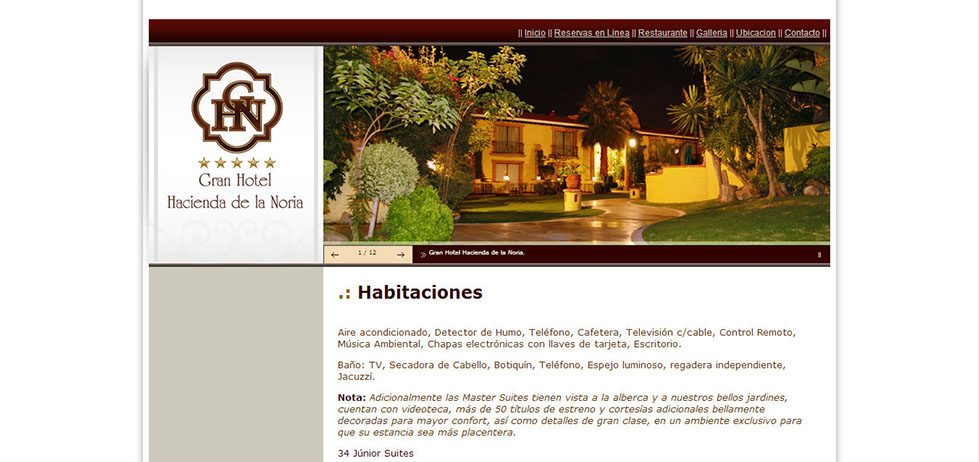 || Inicio || Reservas en Linea || Restaurante || Galleria || Ubicacion || Contacto ||
GHN
Gran Hotel
Hacienda de la Noria
1 / 12
Gran Hotel Hacienda de la Noria.
.: Habitaciones
Aire acondicionado, Detector de Humo, Teléfono, Cafetera, Televisión c/cable, Control Remoto,
Música Ambiental, Chapas electrónicas con llaves de tarjeta, Escritorio.
Baño: TV, Secadora de Cabello, Botiquín, Teléfono, Espejo luminoso, regadera independiente,
Jacuzzí.
Nota: Adicionalmente las Master Suites tienen vista a la alberca y a nuestros bellos jardines,
cuentan con videoteca, más de 50 títulos de estreno y cortesías adicionales bellamente
decoradas para mayor confort, así como detalles de gran clase, en un ambiente exclusivo para
que su estancia sea más placentera.
34 Júnior Suites